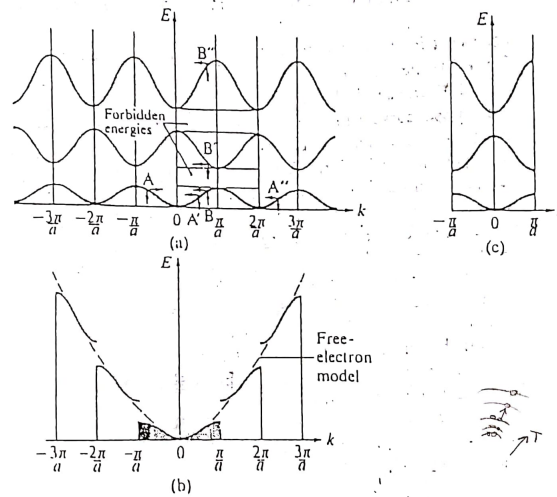 E
E
B''
Forbidden
energies
B'
A
A''
A'
B
−3π/a −2π/a −π/a 0 π/a 2π/a 3π/a k
−π/a 0 π/a
(a)
(c)
E
Free-
electron
model
−3π/a −2π/a −π/a 0 π/a 2π/a 3π/a k
(b)